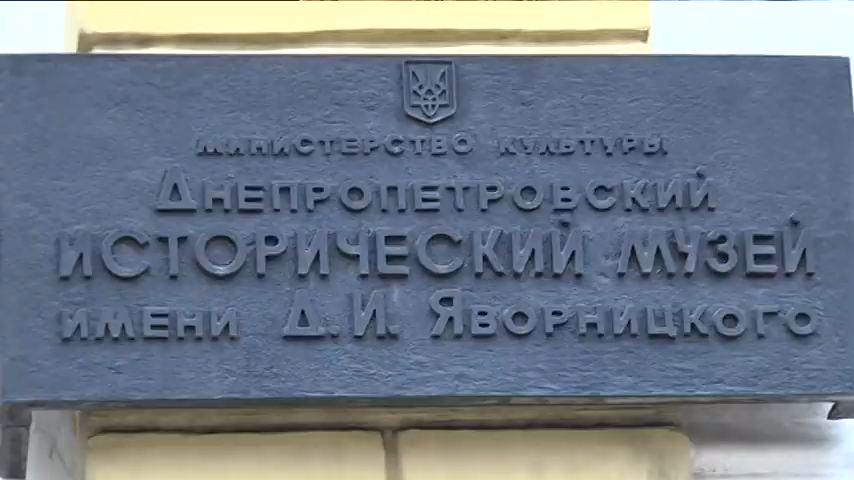 МИНИСТЕРСТВО КУЛЬТУРЫ
ДНЕПРОПЕТРОВСКИЙ
ИСТОРИЧЕСКИЙ МУЗЕЙ
ИМЕНИ Д. И. ЯВОРНИЦКОГО